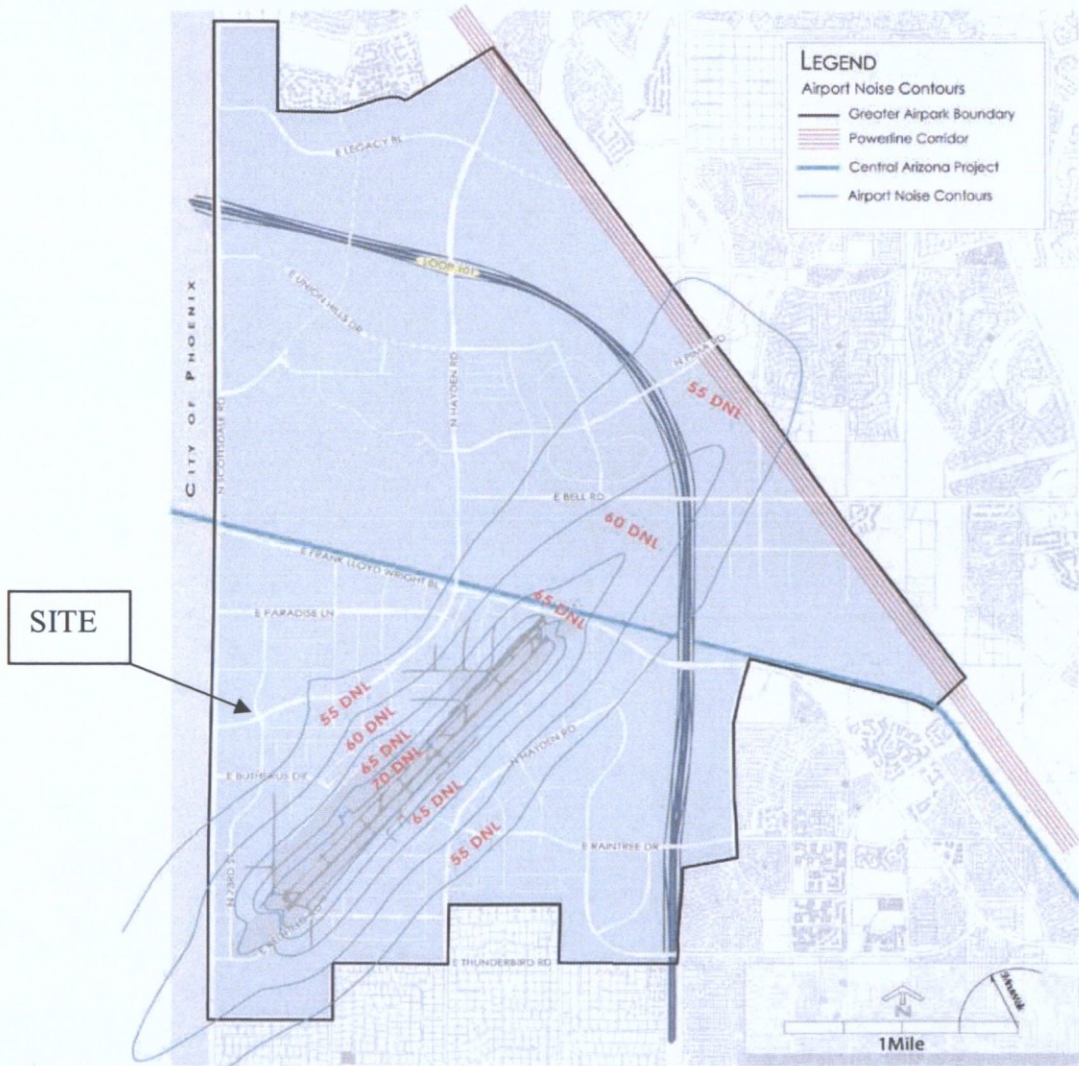 LEGEND
Airport Noise Contours
Greater Airpark Boundary
Powerline Corridor
Central Arizona Project
Airport Noise Contours
E LEGACY BL
LOOP 101
E UNION HILLS DR
CITY OF PHOENIX
N SCOTTSDALE RD
N HAYDEN RD
N PIMA RD
55 DNL
E BELL RD
60 DNL
E FRANK LLOYD WRIGHT BL
65 DNL
SITE
E PARADISE LN
55 DNL
60 DNL
65 DNL
70 DNL
N HAYDEN RD
E BUTHERUS DR
65 DNL
55 DNL
E RAINTREE DR
N 73RD ST
E THUNDERBIRD RD
N
1Mile